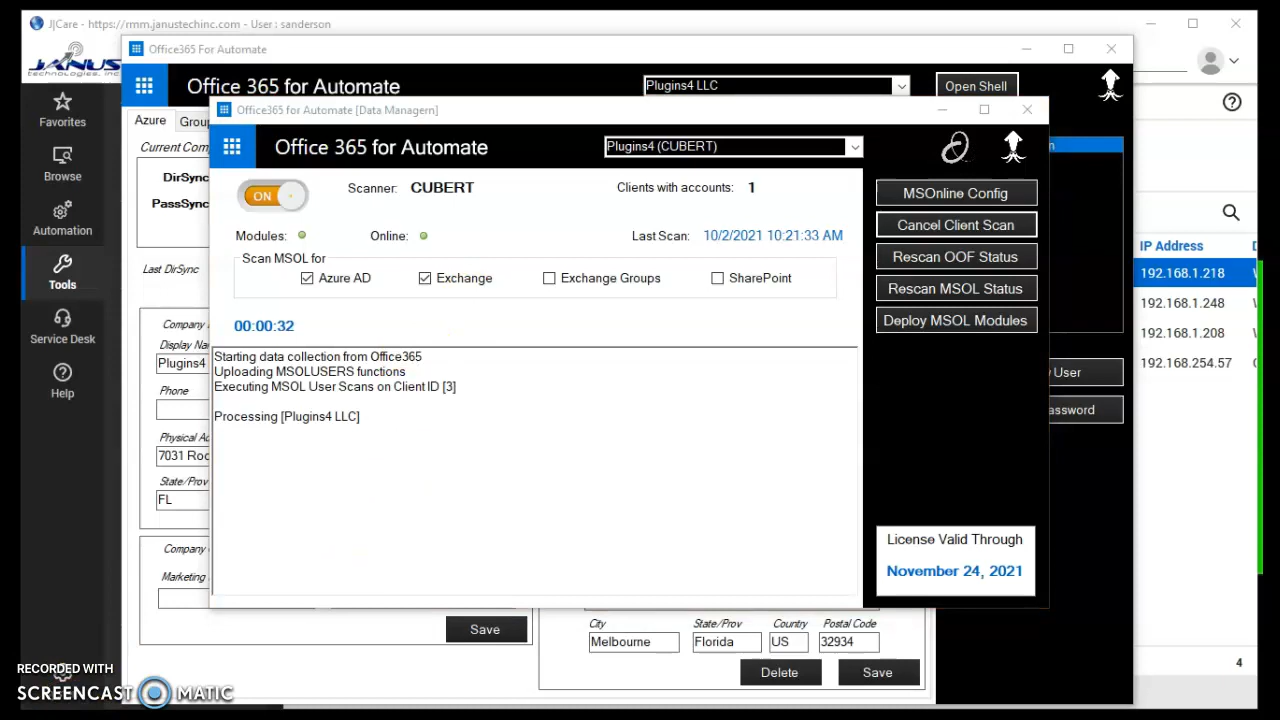 J|Care - https://rmm.janustechinc.com - User : sanderson
JANUS
technologies, inc.
Office365 For Automate
Office 365 for Automate
Plugins4 LLC
Open Shell
Office365 for Automate [Data Managern]
Office 365 for Automate
Plugins4 (CUBERT)
Favorites
Browse
Automation
Tools
Service Desk
Help
Azure
Group
Current Com
DirSync
PassSync
Last DirSync
Company
Display Na
Plugins4
Phone
Physical Ad
7031 Roc
State/Prov
FL
Company
Marketing
Save
ON
Scanner: CUBERT
Clients with accounts: 1
Modules:
Online:
Last Scan: 10/2/2021 10:21:33 AM
Scan MSOL for
Azure AD
Exchange
Exchange Groups
SharePoint
00:00:32
Starting data collection from Office365
Uploading MSOLUSERS functions
Executing MSOL User Scans on Client ID [3]
Processing [Plugins4 LLC]
MSOnline Config
Cancel Client Scan
Rescan OOF Status
Rescan MSOL Status
Deploy MSOL Modules
License Valid Through
November 24, 2021
n
User
assword
IP Address
192.168.1.218
192.168.1.248
192.168.1.208
192.168.254.57
City
State/Prov
Country
Postal Code
Melbourne
Florida
US
32934
Delete
Save
4
RECORDED WITH
SCREENCAST MATIC